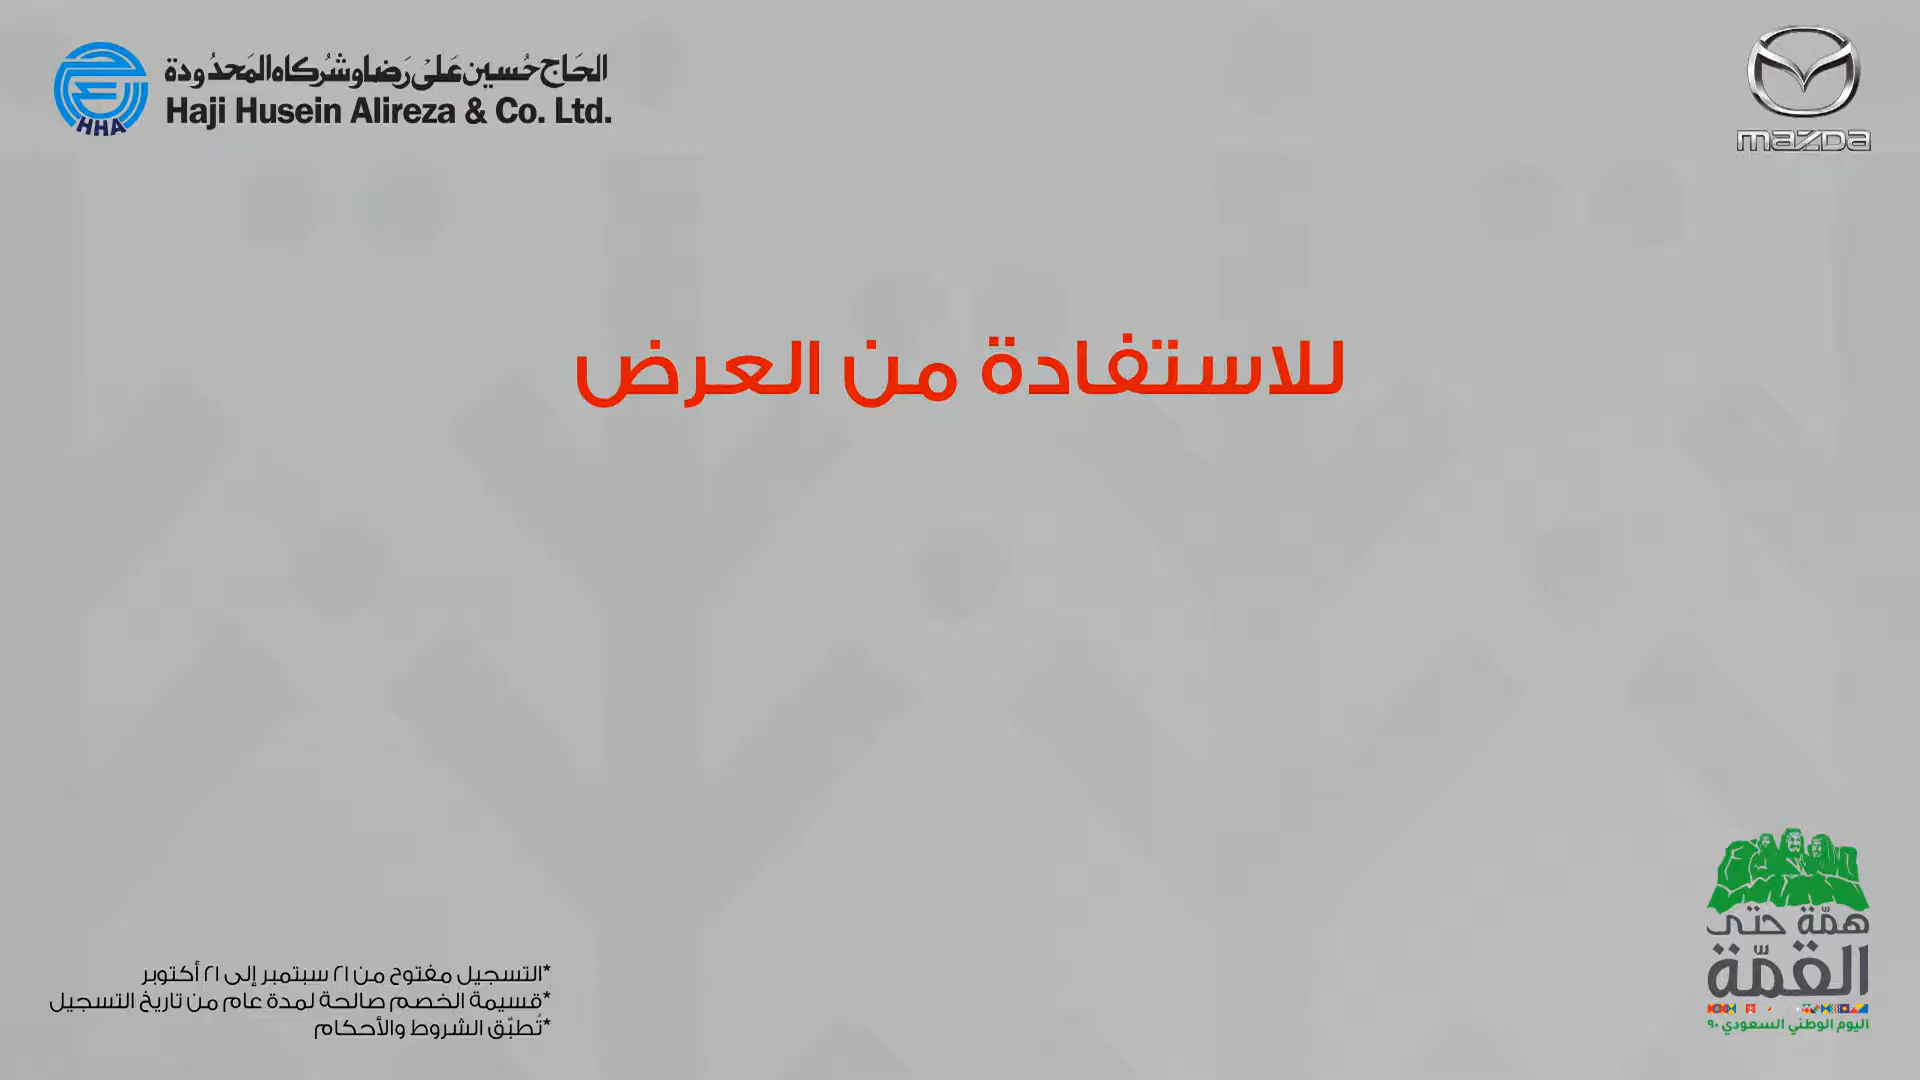 الحاج حسين على رضا وشركاه المحدودة
Haji Husein Alireza & Co. Ltd.
HHA
mazda
للاستفادة من العرض
*التسجيل مفتوح من ٢١ سبتمبر إلى ٢١ أكتوبر
*قسيمة الخصم صالحة لمدة عام من تاريخ التسجيل
*تُطبّق الشروط والأحكام
همّة حتى
القمّة
اليوم الوطني السعودي ٩٠